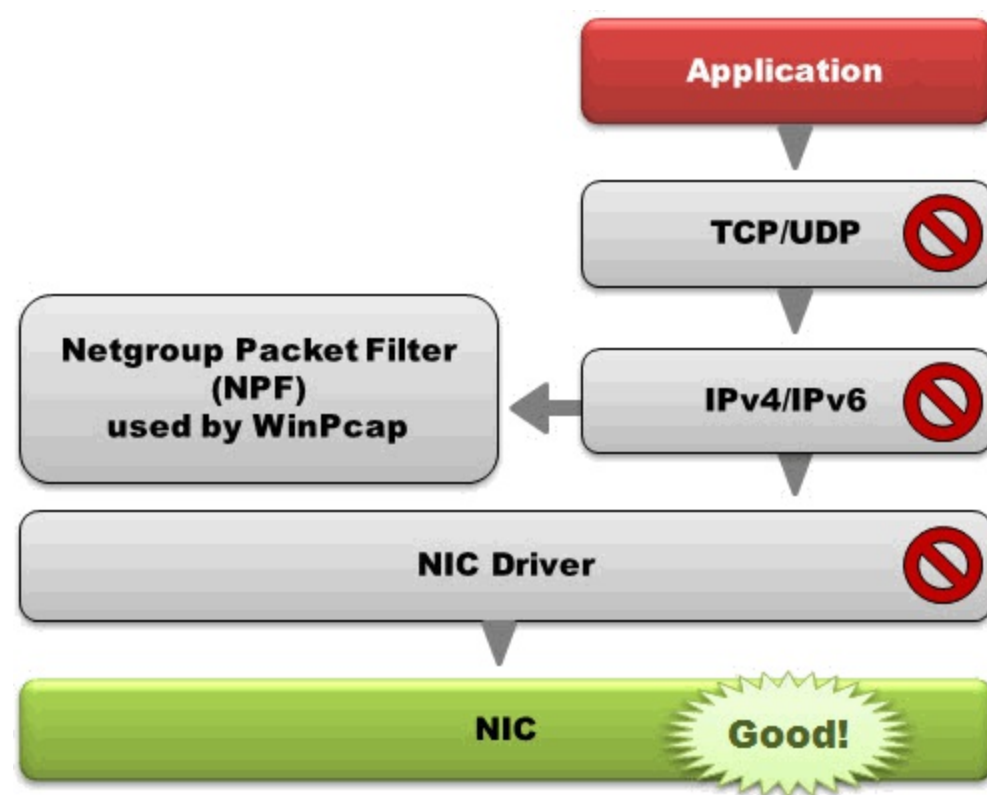 Application
TCP/UDP
Netgroup Packet Filter
(NPF)
used by WinPcap
IPv4/IPv6
NIC Driver
NIC
Good!